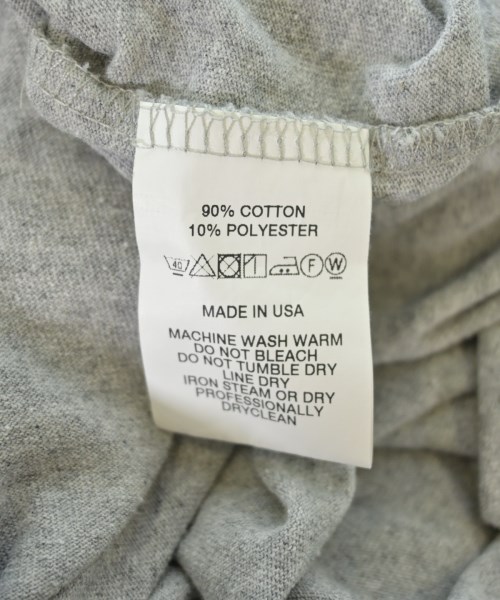 90% COTTON
10% POLYESTER
40 F W
MADE IN USA
MACHINE WASH WARM
DO NOT BLEACH
DO NOT TUMBLE DRY
LINE DRY
IRON STEAM OR DRY
PROFESSIONALLY
DRYCLEAN